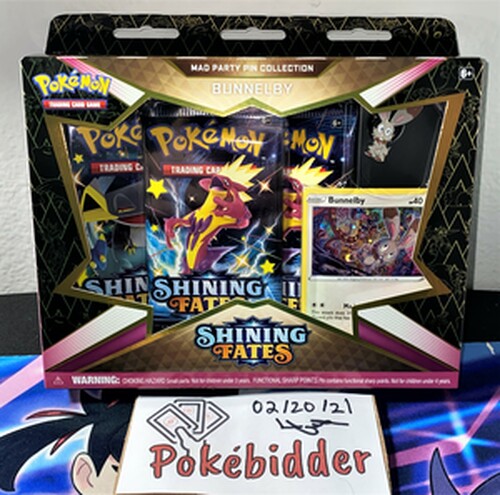 MAD PARTY PIN COLLECTION
BUNNELBY
6+
POKéMON
TRADING CARD GAME
POKéMON
TRADING CARD
SHINING
FATES
Bunnelby
40
SHINING
FATES
WARNING: CHOKING HAZARD. Small parts. Not for children under 3 years. FUNCTIONAL SHARP POINTS: Pin contains functional sharp points. Not for children under 4 years.
02/20/21
Pokébidder